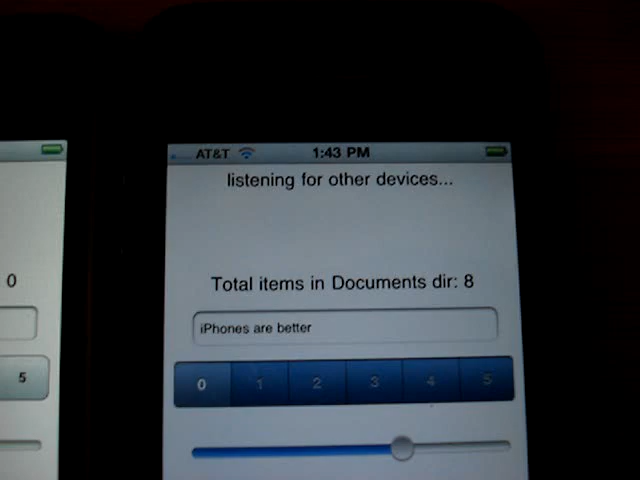 AT&T 1:43 PM
listening for other devices...
Total items in Documents dir: 8
0
iPhones are better
5
0 1 2 3 4 5